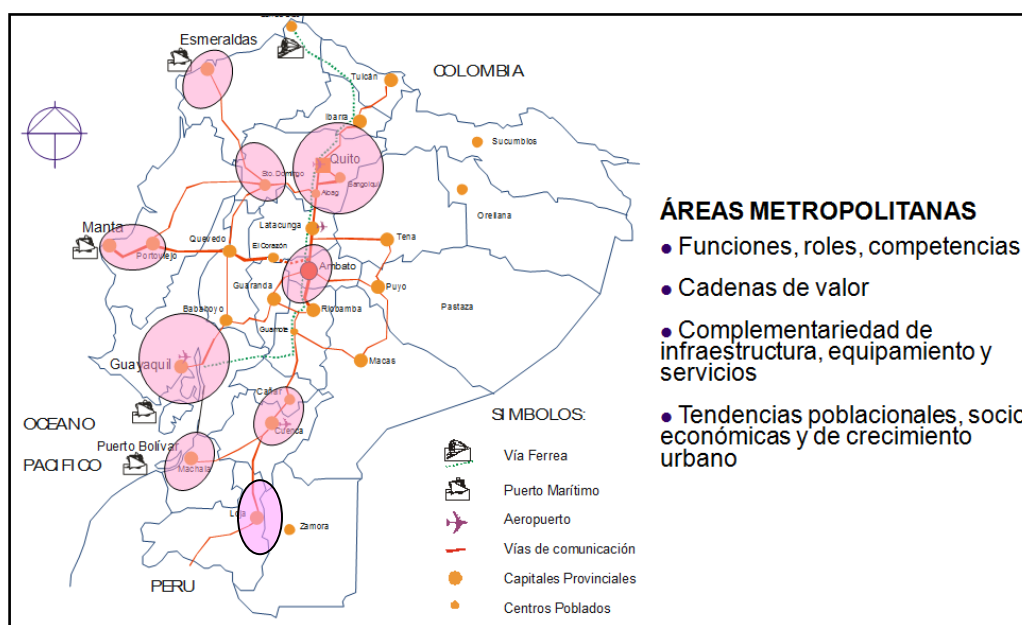 Esmeraldas
COLOMBIA
Tulcán
Ibarra
Sucumbíos
Quito
Sangolquí
Sto. Domingo
Aloag
Orellana
Manta
Latacunga
Quevedo
El Corazón
Tena
Portoviejo
Ambato
Guaranda
Puyo
Riobamba
Pastaza
Babahoyo
Guamote
Macas
Guayaquil
Cañar
Cuenca
OCEANO
PACIFICO
Puerto Bolívar
Machala
Loja
Zamora
PERU
SIMBOLOS:
Vía Ferrea
Puerto Marítimo
Aeropuerto
Vías de comunicación
Capitales Provinciales
Centros Poblados
ÁREAS METROPOLITANAS
• Funciones, roles, competencias
• Cadenas de valor
• Complementariedad de
infraestructura, equipamiento y
servicios
• Tendencias poblacionales, socio
económicas y de crecimiento
urbano